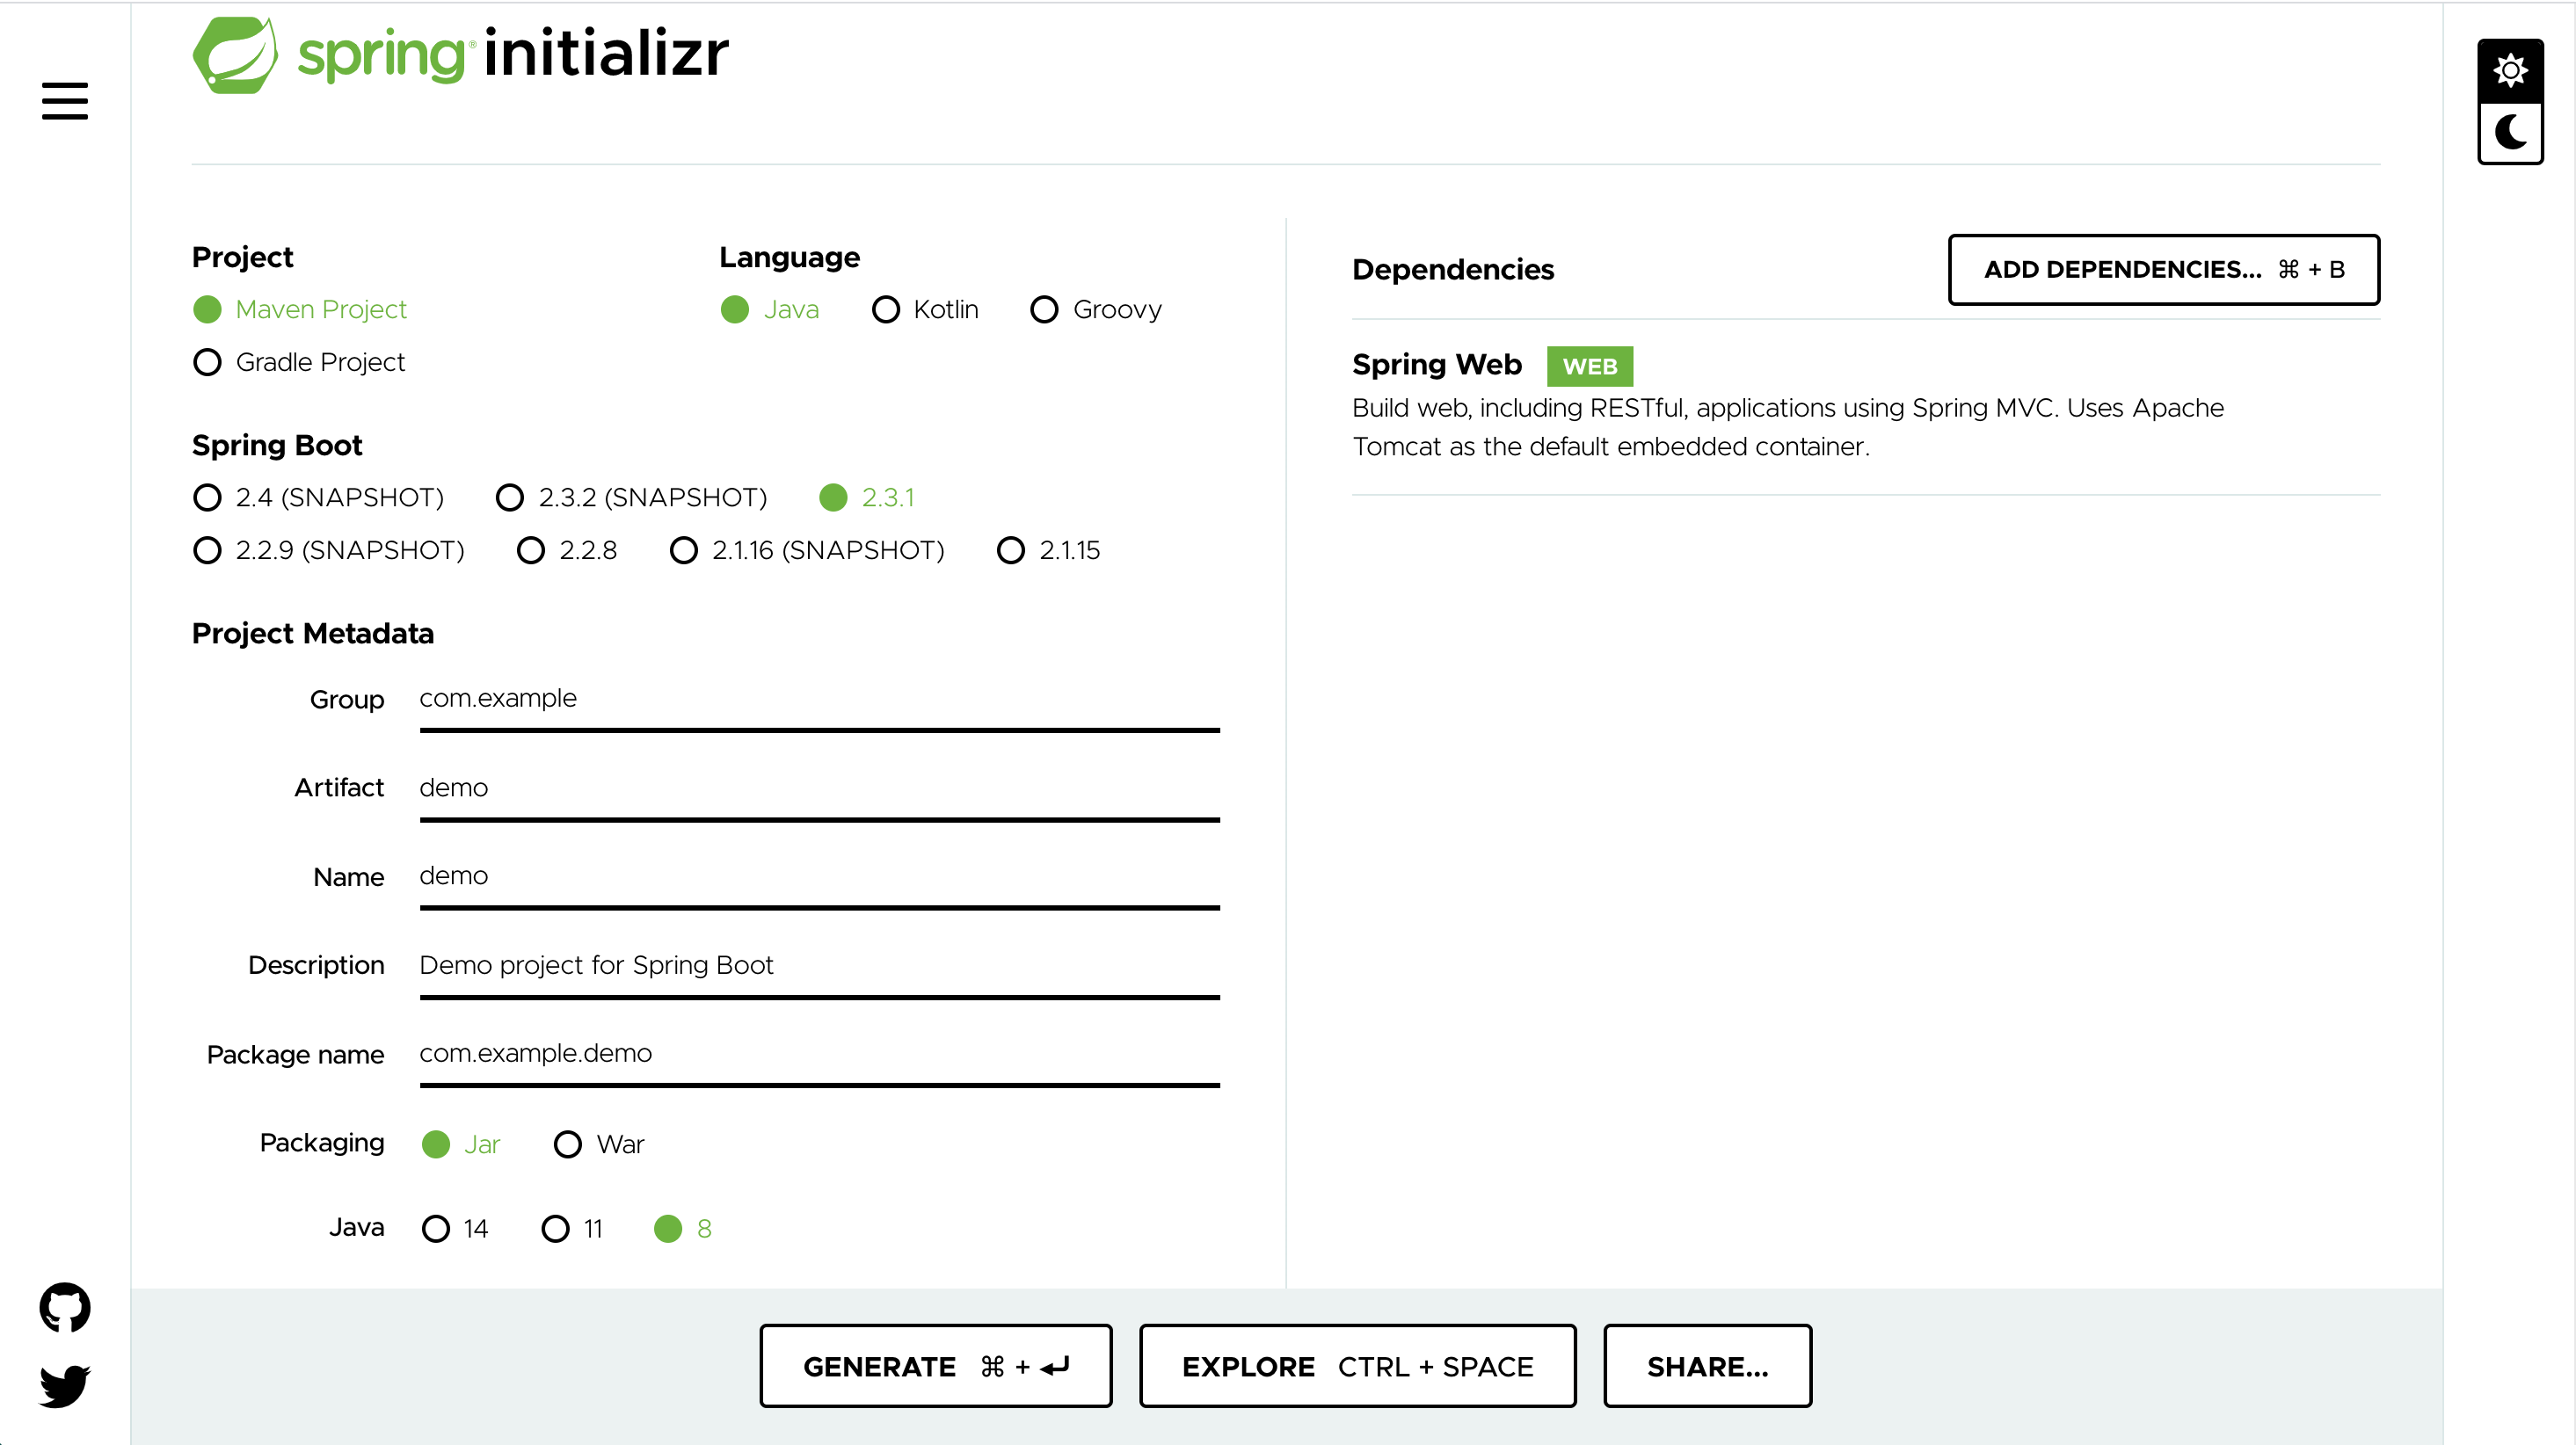 spring® initializr
Project
Maven Project
Gradle Project
Language
Java Kotlin Groovy
Spring Boot
2.4 (SNAPSHOT) 2.3.2 (SNAPSHOT) 2.3.1
2.2.9 (SNAPSHOT) 2.2.8 2.1.16 (SNAPSHOT) 2.1.15
Project Metadata
Group com.example
Artifact demo
Name demo
Description Demo project for Spring Boot
Package name com.example.demo
Packaging Jar War
Java 14 11 8
Dependencies
ADD DEPENDENCIES... ⌘ + B
Spring Web WEB
Build web, including RESTful, applications using Spring MVC. Uses Apache
Tomcat as the default embedded container.
GENERATE ⌘ + ⏎
EXPLORE CTRL + SPACE
SHARE...